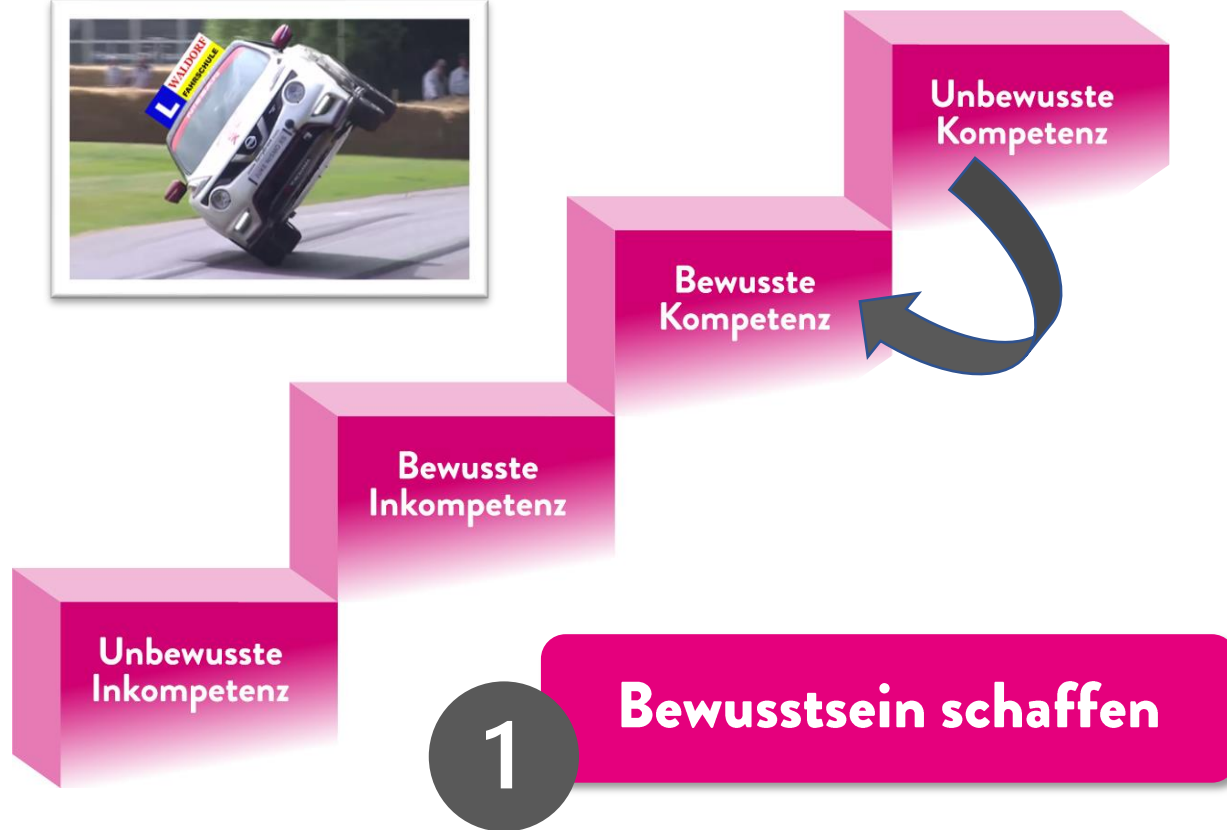 L
WALDORF
FAHRSCHULE
Unbewusste
Kompetenz
Bewusste
Kompetenz
Bewusste
Inkompetenz
Unbewusste
Inkompetenz
1
Bewusstsein schaffen